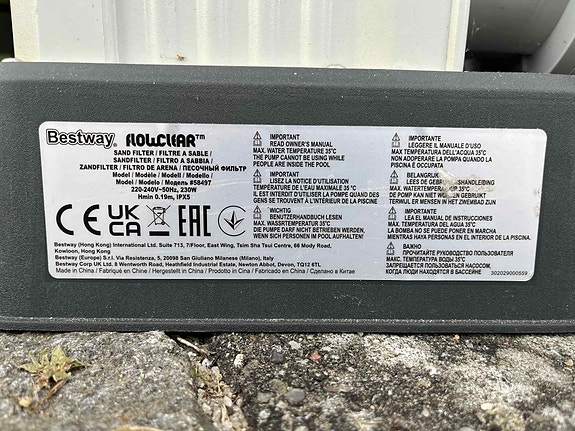 Bestway® FLOWCLEAR™
SAND FILTER / FILTRE A SABLE/
SANDFILTER / FILTRO A SABBIA /
ZANDFILTER / FILTRO DE ARENA / ПЕСОЧНЫЙ ФИЛЬТР
Model / Modèle / Modell / Modello /
Model / Modelo / Модель #58497
220-240V~50Hz, 230W
Hmin 0.19m, IPX5
CE UK CA EAC
Bestway (Hong Kong) International Ltd. Suite 713, 7/Floor, East Wing, Tsim Sha Tsui Centre, 66 Mody Road,
Kowloon, Hong Kong
Bestway (Europe) S.r.l. Via Resistenza, 5, 20098 San Giuliano Milanese (Milano), Italy
Bestway Corp UK Ltd. 8 Wentworth Road, Heathfield Industrial Estate, Newton Abbot, Devon, TQ12 6TL
Made in China / Fabriqué en Chine / Hergestellt in China / Prodotto in Cina / Fabricado en China / Сделано в Китае
IMPORTANT
READ OWNER'S MANUAL
MAX. WATER TEMPERATURE 35°C
THE PUMP CANNOT BE USING WHILE
PEOPLE ARE INSIDE THE POOL
IMPORTANT
LISEZ LA NOTICE D'UTILISATION
TEMPÉRATURE DE L'EAU MAXIMALE 35 °C
IL EST INTERDIT D'UTILISER LA POMPE QUAND DES
GENS SE TROUVENT À L'INTÉRIEUR DE LA PISCINE
WICHTIG
BENUTZERHANDBUCH LESEN
MAX. WASSERTEMPERATUR 35°C
DIE PUMPE DARF NICHT BETRIEBEN WERDEN,
WENN SICH PERSONEN IM POOL AUFHALTEN!
IMPORTANTE
LEGGERE IL MANUALE D'USO
MAX TEMPERATURA DELL'ACQUA 35°C
NON ADOPERARE LA POMPA QUANDO LA
PISCINA È OCCUPATA
BELANGRIJK
LEES DE GEBRUIKSHANDLEIDING
MAX. WATERTEMPERATUUR 35°C
DE POMP KAN NIET WORDEN GEBRUIKT
ALS ER MENSEN IN HET ZWEMBAD ZIJN
IMPORTANTE
LEA EL MANUAL DE INSTRUCCIONES
MAX. TEMPERATURA DEL AGUA 35°C
LA BOMBA NO SE PUEDE PONER EN MARCHA
MIENTRAS HAYA PERSONAS EN EL INTERIOR DE LA PISCINA.
ВАЖНО
ПРОЧИТАЙТЕ РУКОВОДСТВО ПОЛЬЗОВАТЕЛЯ
МАКС. ТЕМПЕРАТУРА ВОДЫ 35°C
ЗАПРЕЩАЕТСЯ ПОЛЬЗОВАТЬСЯ НАСОСОМ,
КОГДА ЛЮДИ НАХОДЯТСЯ В БАССЕЙНЕ
302029000559